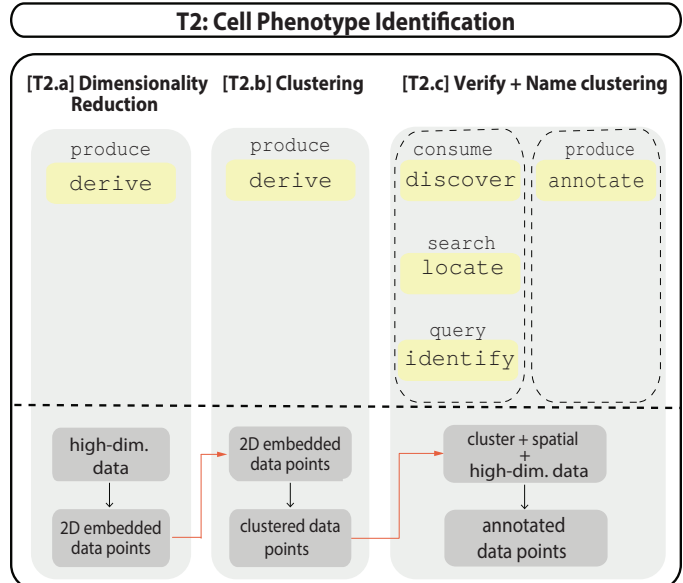 T2: Cell Phenotype Identification
[T2.a] Dimensionality
Reduction
[T2.b] Clustering
[T2.c] Verify + Name clustering
produce
derive
produce
derive
consume
discover
search
locate
query
identify
produce
annotate
high-dim.
data
2D embedded
data points
2D embedded
data points
clustered data
points
cluster + spatial
+
high-dim. data
annotated
data points